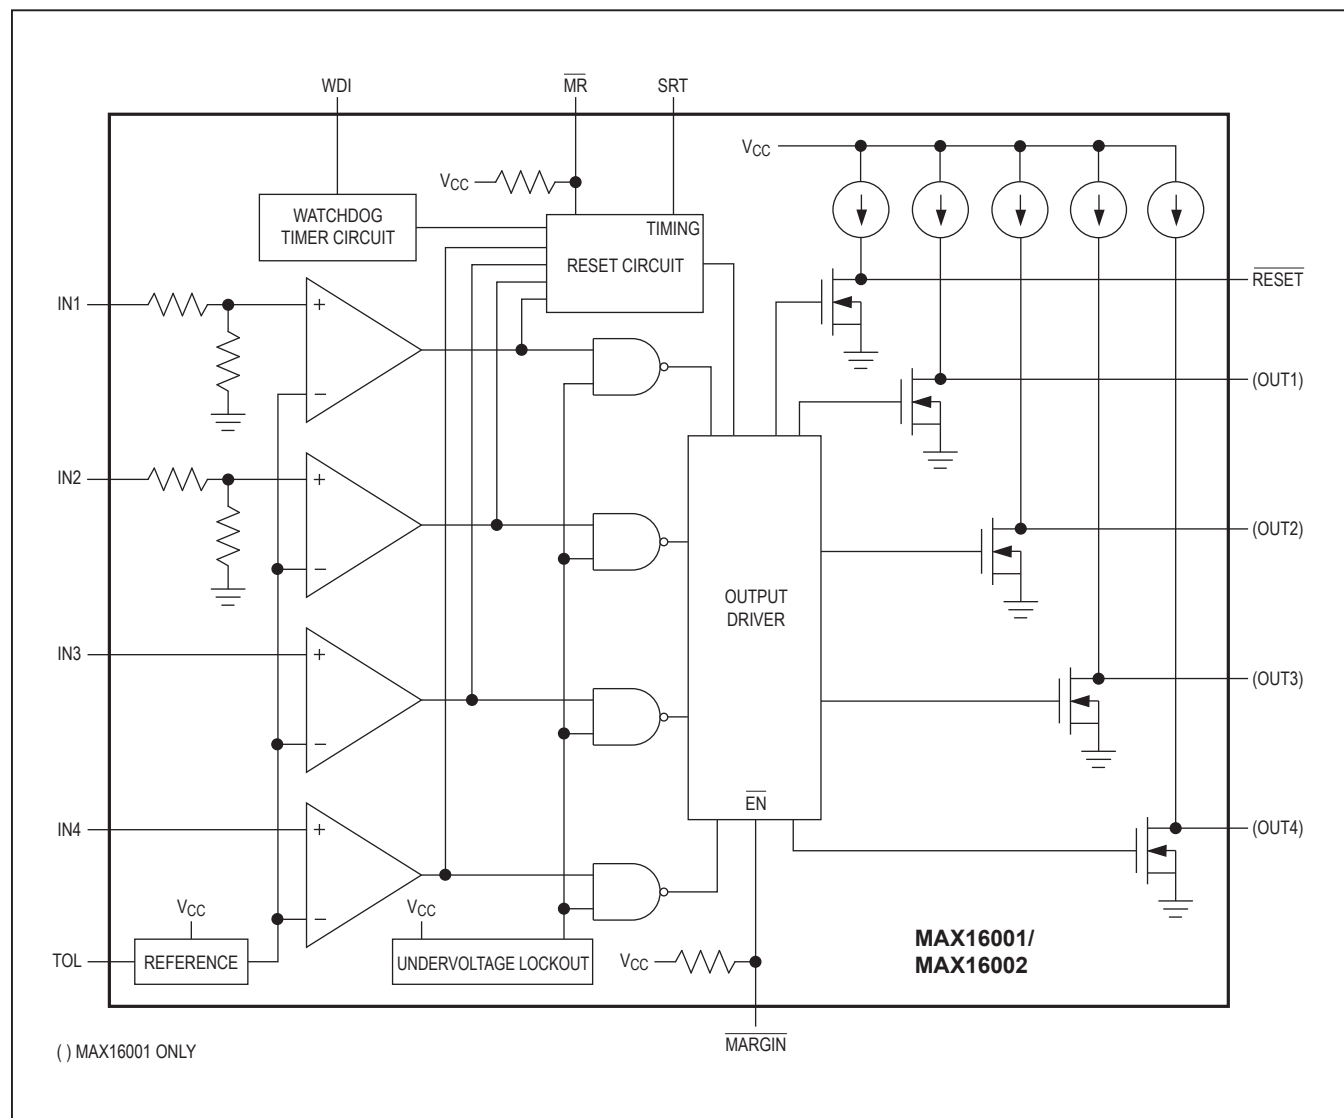 WDI
MR
SRT
VCC
VCC
WATCHDOG
TIMER CIRCUIT
TIMING
RESET CIRCUIT
RESET
IN1
+
−
(OUT1)
IN2
+
−
(OUT2)
OUTPUT
DRIVER
IN3
+
−
(OUT3)
EN
IN4
+
−
(OUT4)
VCC
VCC
TOL
REFERENCE
UNDERVOLTAGE LOCKOUT
VCC
MAX16001/
MAX16002
MARGIN
( ) MAX16001 ONLY